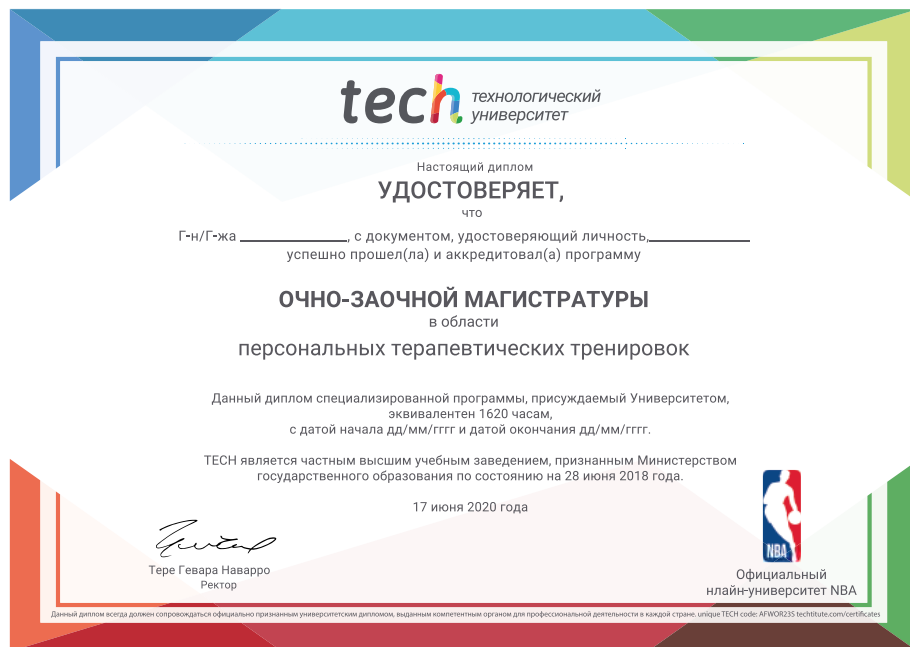 tech технологический
университет
Настоящий диплом
УДОСТОВЕРЯЕТ,
что
Г-н/Г-жа ______________, с документом, удостоверяющий личность,______________
успешно прошел(ла) и аккредитовал(а) программу
ОЧНО-ЗАОЧНОЙ МАГИСТРАТУРЫ
в области
персональных терапевтических тренировок
Данный диплом специализированной программы, присуждаемый Университетом,
эквивалентен 1620 часам,
с датой начала дд/мм/гггг и датой окончания дд/мм/гггг.
TECH является частным высшим учебным заведением, признанным Министерством
государственного образования по состоянию на 28 июня 2018 года.
17 июня 2020 года
Тере Гевара Наварро
Ректор
NBA
Официальный
нлайн-университет NBA
Данный диплом всегда должен сопровождаться официально признанным университетским дипломом, выданным компетентным органом для профессиональной деятельности в каждой стране. unique TECH code: AFWOR23S techtitute.com/certificates